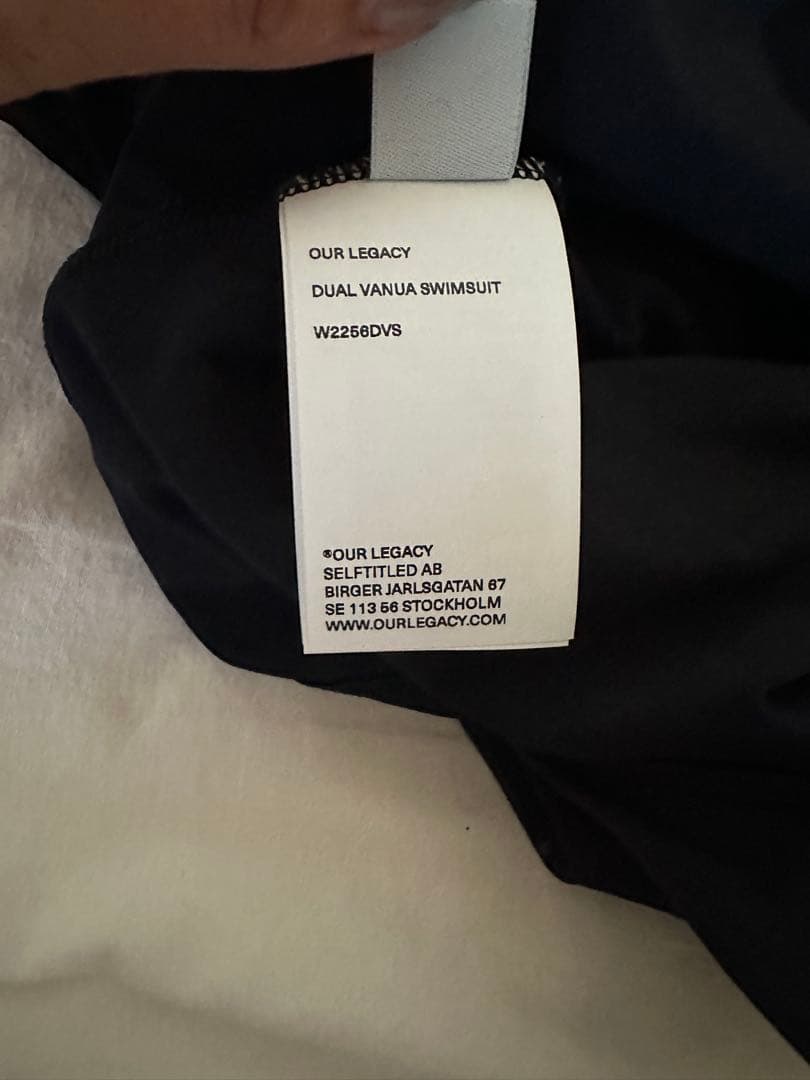 OUR LEGACY
DUAL VANUA SWIMSUIT
W2256DVS
®OUR LEGACY
SELFTITLED AB
BIRGER JARLSGATAN 67
SE 113 56 STOCKHOLM
WWW.OURLEGACY.COM